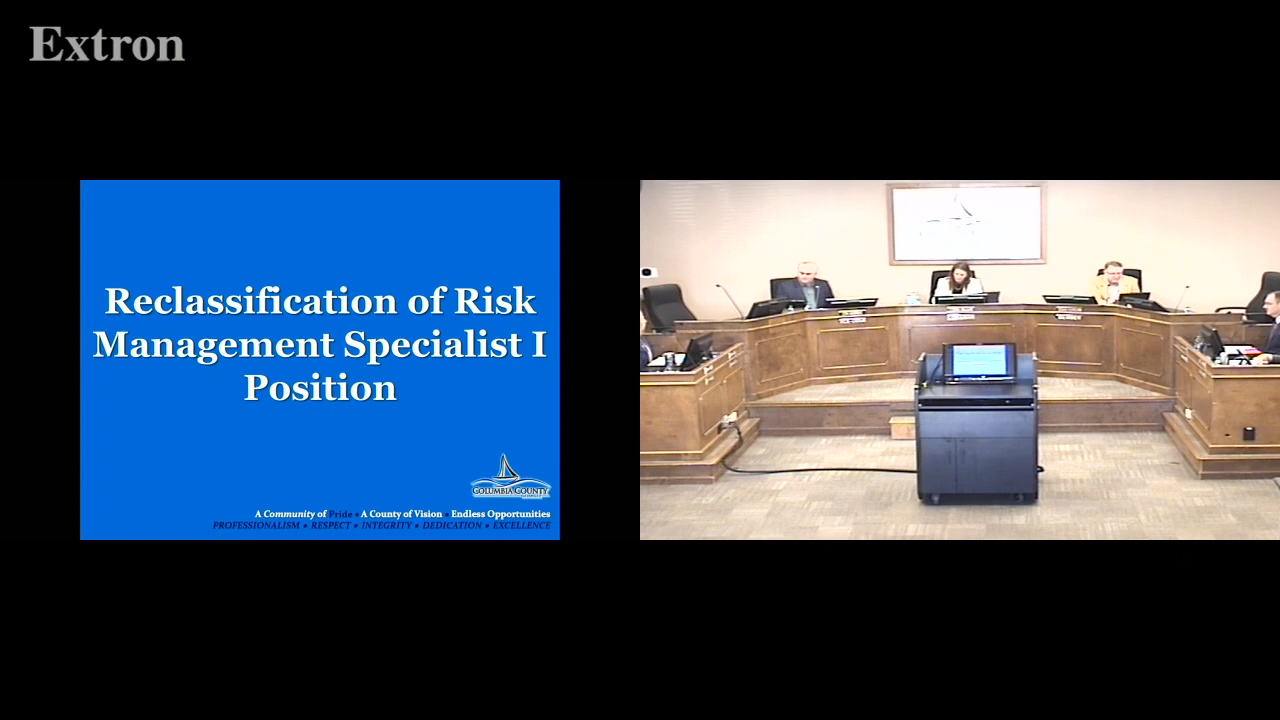 Extron
Reclassification of Risk
Management Specialist I
Position
COLUMBIA COUNTY
A Community of Pride • A County of Vision • Endless Opportunities
PROFESSIONALISM • RESPECT • INTEGRITY • DEDICATION • EXCELLENCE